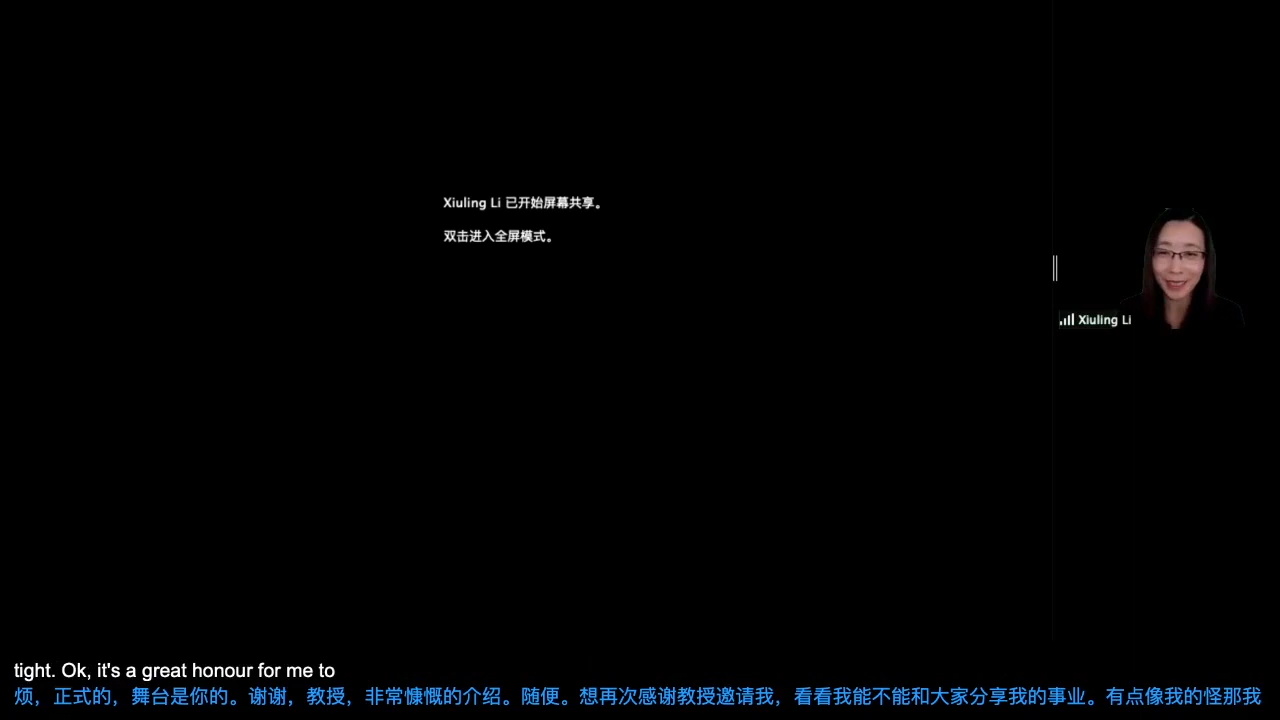 Xiuling Li 已开始屏幕共享。
双击进入全屏模式。
Xiuling Li
tight. Ok, it's a great honour for me to
烦，正式的，舞台是你的。谢谢，教授，非常慷慨的介绍。随便。想再次感谢教授邀请我，看看我能不能和大家分享我的事业。有点像我的怪那我